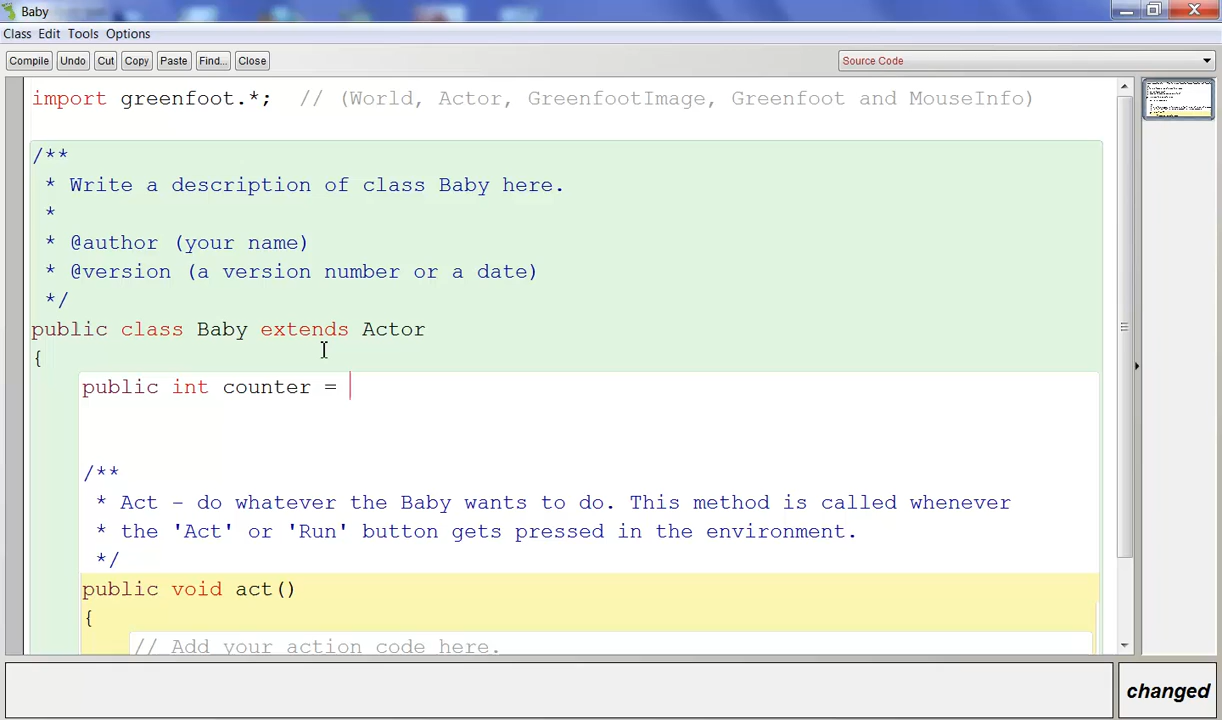 Baby
Class Edit Tools Options
Compile Undo Cut Copy Paste Find... Close Source Code
import greenfoot.*;  // (World, Actor, GreenfootImage, Greenfoot and MouseInfo)
/**
 * Write a description of class Baby here.
 *
 * @author (your name)
 * @version (a version number or a date)
 */
public class Baby extends Actor
{
    public int counter =
    /**
     * Act - do whatever the Baby wants to do. This method is called whenever
     * the 'Act' or 'Run' button gets pressed in the environment.
     */
    public void act()
    {
        // Add your action code here.
changed